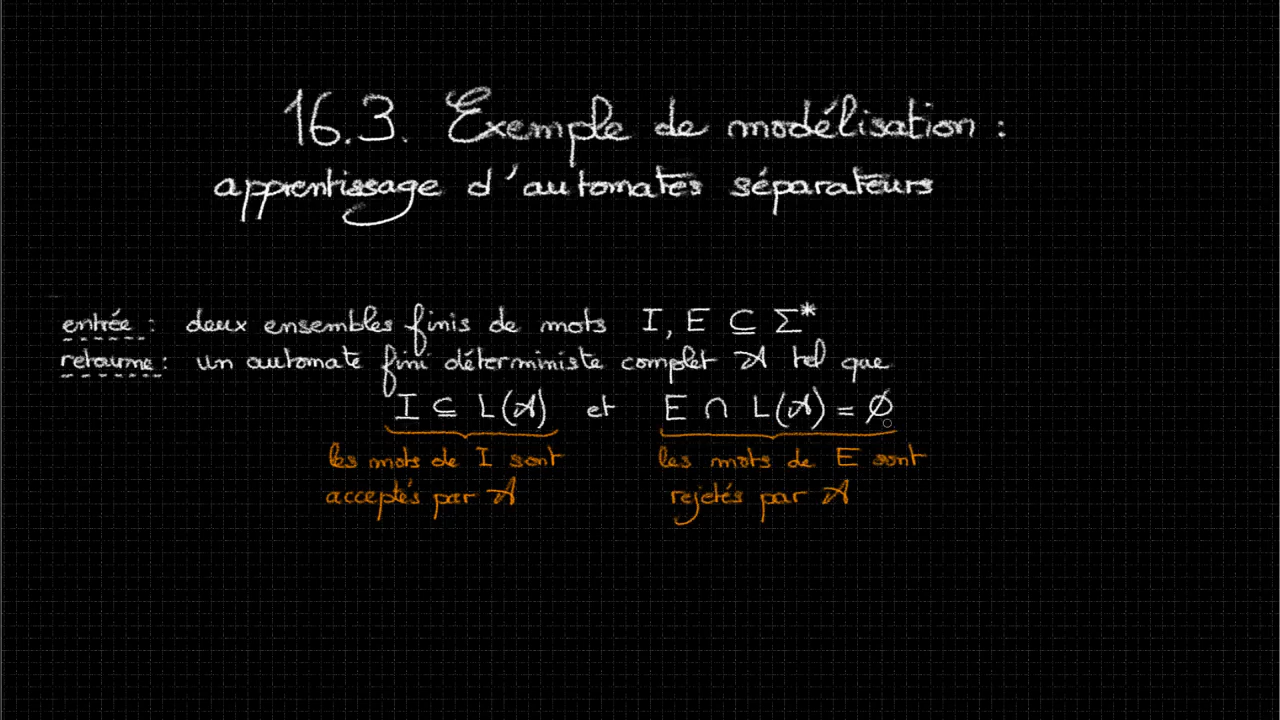 16.3. Exemple de modélisation :
apprentissage d'automates séparateurs
entrée : deux ensembles finis de mots I, E ⊆ Σ*
retourne : un automate fini déterministe complet 𝒜 tel que
I ⊆ L(𝒜) et E ∩ L(𝒜) = ∅
les mots de I sont les mots de E sont
acceptés par 𝒜 rejetés par 𝒜